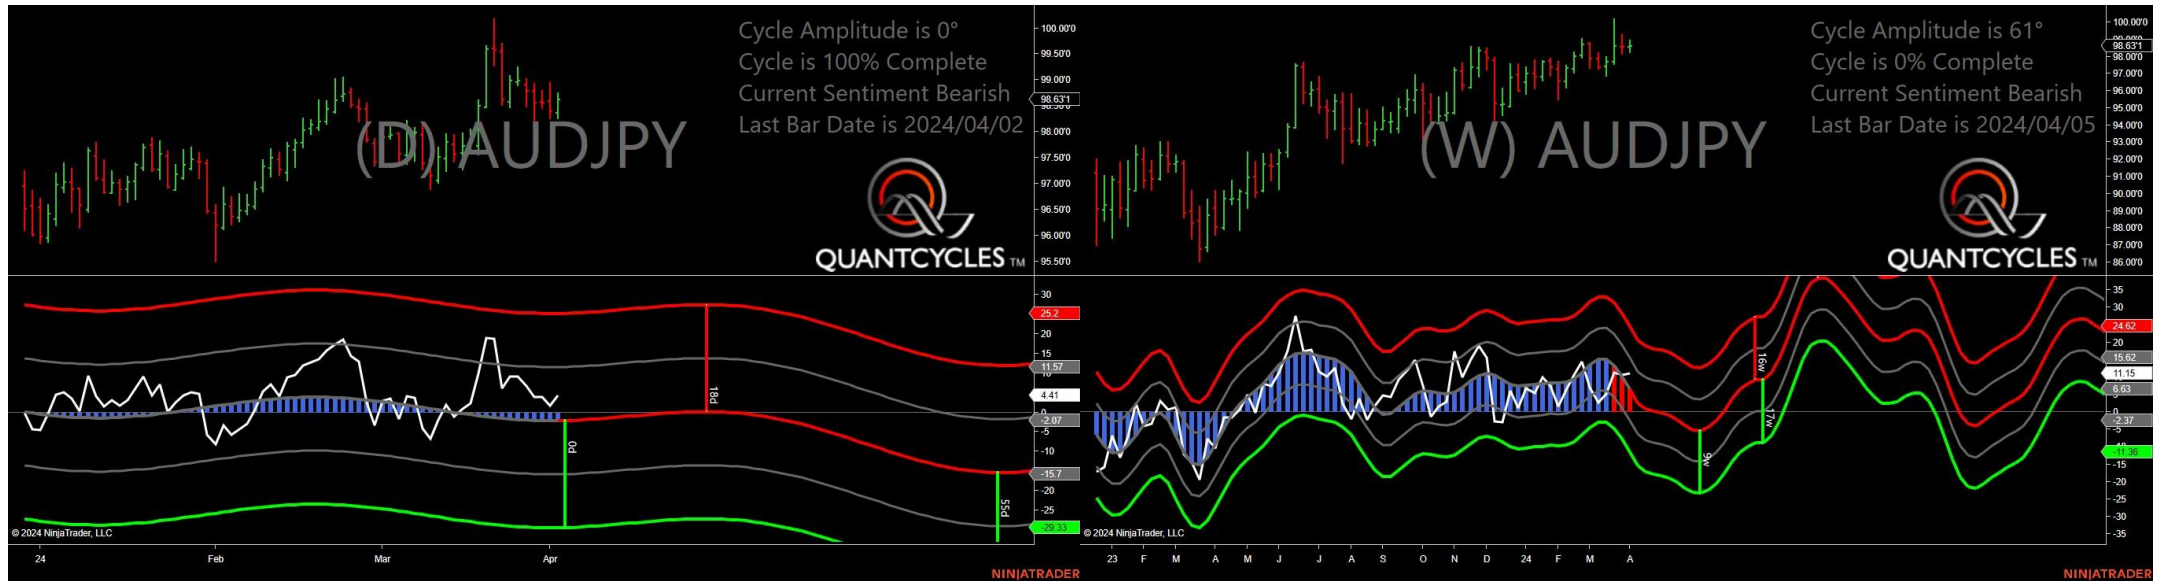 Cycle Amplitude is 0°
Cycle is 100% Complete
Current Sentiment Bearish
Last Bar Date is 2024/04/02
(D) AUDJPY
QUANTCYCLES TM
100.00'0
99.50'0
99.00'0
98.63'1
98.00'0
97.50'0
97.00'0
96.50'0
96.00'0
95.50'0
30
25.2
20
15
11.57
4.41
0
-2.07
-5
-10
-15.7
-20
-25
-29.33
18d
0d
55d
© 2024 NinjaTrader, LLC
24 Feb Mar Apr
NINJATRADER
Cycle Amplitude is 61°
Cycle is 0% Complete
Current Sentiment Bearish
Last Bar Date is 2024/04/05
(W) AUDJPY
QUANTCYCLES TM
100.00'0
98.63'1
98.00'0
97.00'0
96.00'0
95.00'0
94.00'0
93.00'0
92.00'0
91.00'0
90.00'0
89.00'0
88.00'0
87.00'0
86.00'0
35
30
24.62
20
15.62
11.15
6.63
0
-2.37
-5
-11.36
-15
-20
-25
-30
-35
16w
17w
9w
© 2024 NinjaTrader, LLC
23 F M A M J J A S O N D 24 F M A
NINJATRADER